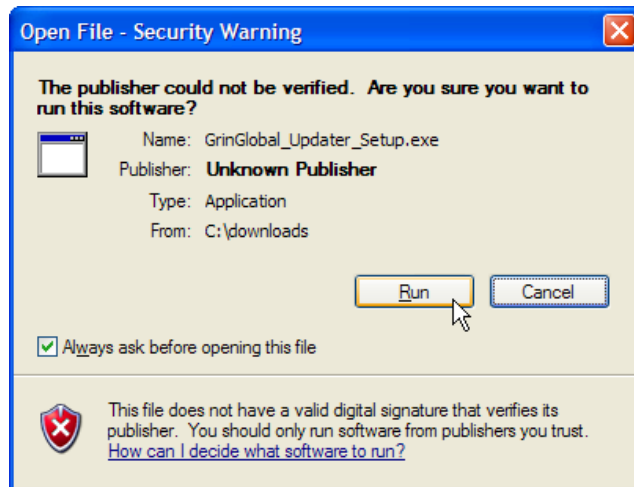 Open File - Security Warning
The publisher could not be verified.  Are you sure you want to
run this software?
Name: GrinGlobal_Updater_Setup.exe
Publisher: Unknown Publisher
Type: Application
From: C:\downloads
Run Cancel
Always ask before opening this file
This file does not have a valid digital signature that verifies its
publisher.  You should only run software from publishers you trust.
How can I decide what software to run?